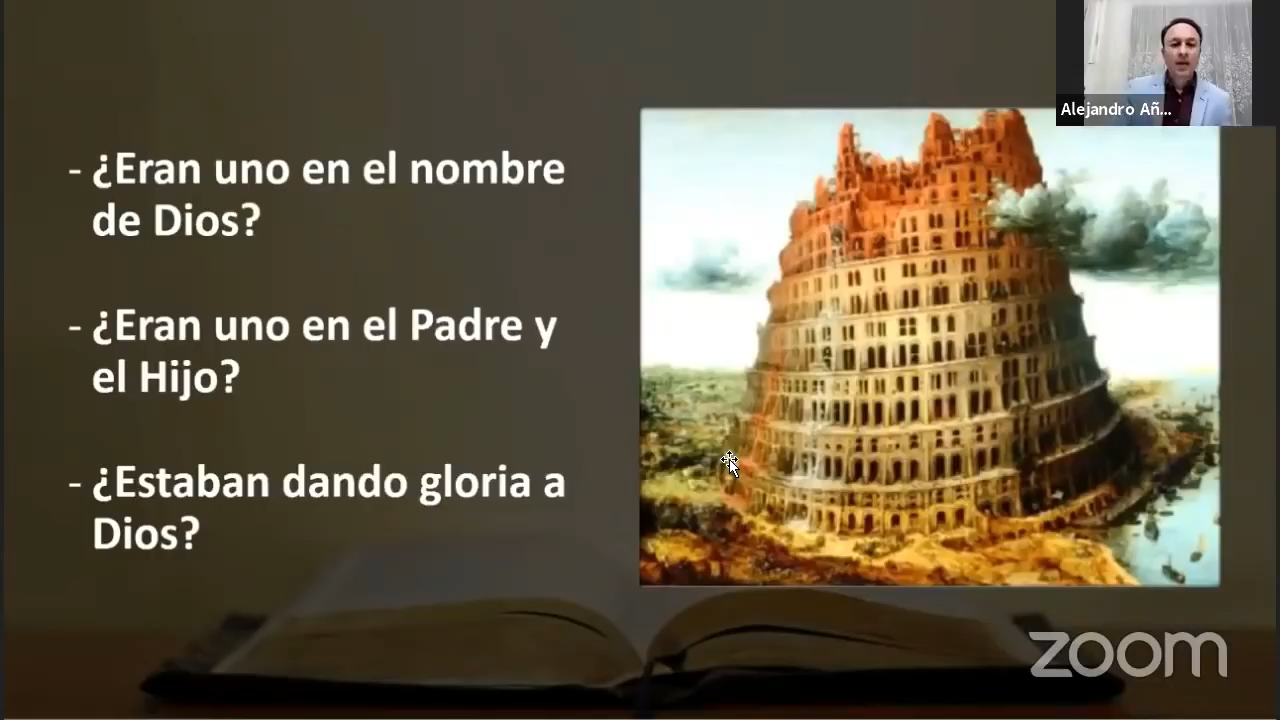 Alejandro Añ...
- ¿Eran uno en el nombre
de Dios?
- ¿Eran uno en el Padre y
el Hijo?
- ¿Estaban dando gloria a
Dios?
zoom